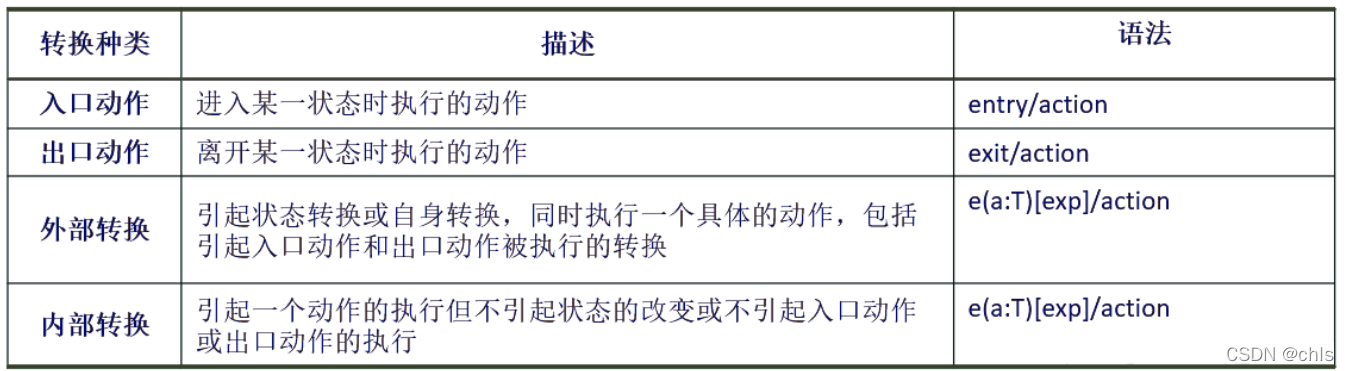 转换种类 描述 语法
入口动作 进入某一状态时执行的动作 entry/action
出口动作 离开某一状态时执行的动作 exit/action
外部转换 引起状态转换或自身转换，同时执行一个具体的动作，包括 e(a:T)[exp]/action
引起入口动作和出口动作被执行的转换
内部转换 引起一个动作的执行但不引起状态的改变或不引起入口动作 e(a:T)[exp]/action
或出口动作的执行
CSDN @chls